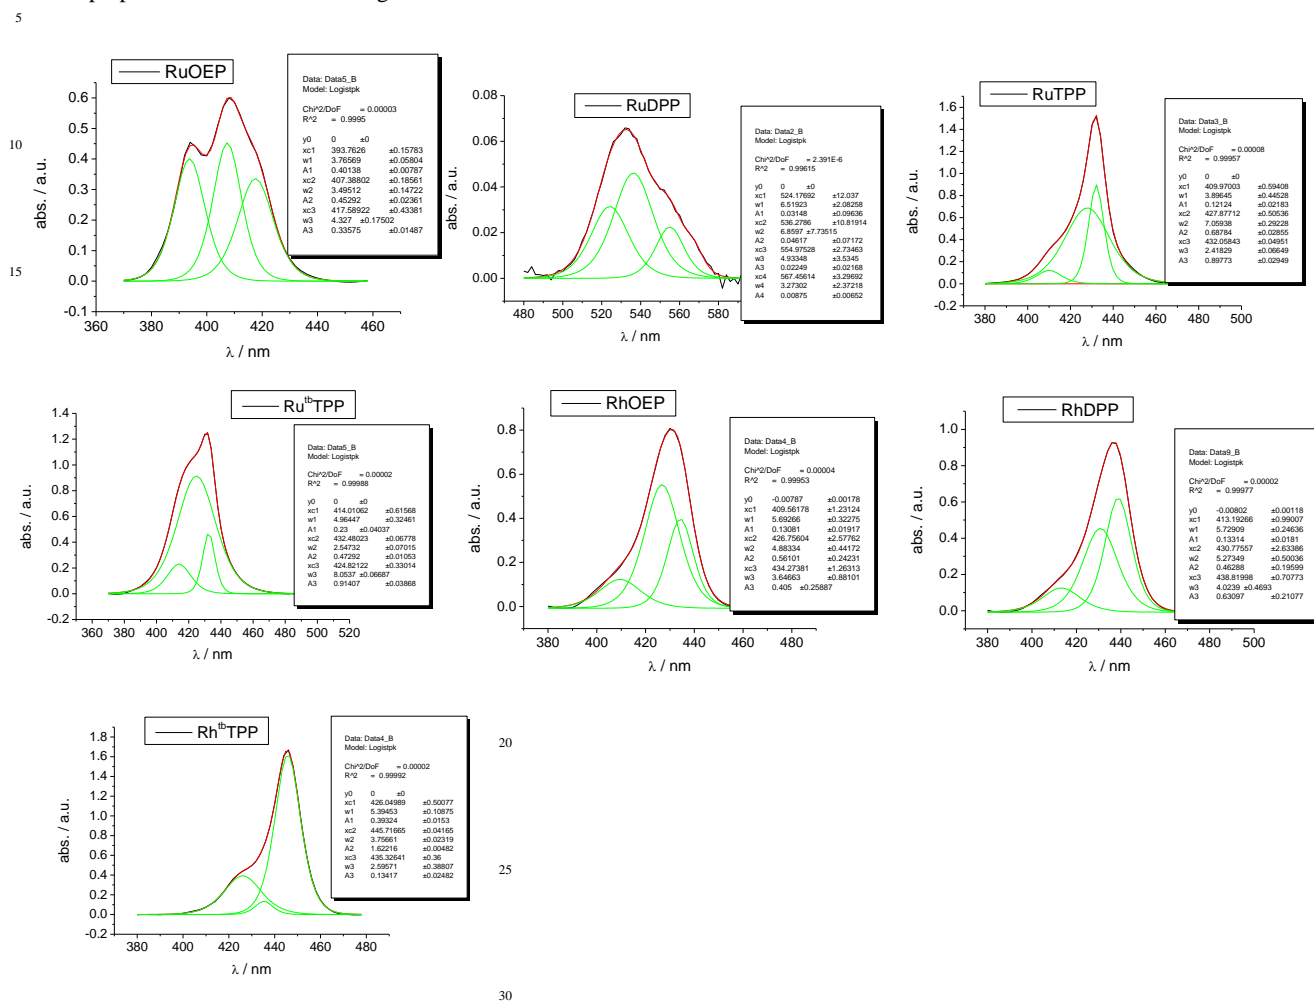 5
RuOEP
Data: Data5_B
Model: Logistpk
Chi^2/DoF = 0.00003
R^2 = 0.9995
y0 0 ±0
xc1 393.7626 ±0.15783
w1 3.76569 ±0.05804
A1 0.40138 ±0.00787
xc2 407.38802 ±0.18561
w2 3.49512 ±0.14722
A2 0.45292 ±0.02361
xc3 417.58922 ±0.43381
w3 4.327 ±0.17502
A3 0.33575 ±0.01487
abs. / a.u.
0.6
0.5
0.4
0.3
0.2
0.1
0.0
-0.1
360 380 400 420 440 460
λ / nm
RuDPP
Data: Data2_B
Model: Logistpk
Chi^2/DoF = 2.391E-6
R^2 = 0.99615
y0 0 ±0
xc1 524.17692 ±12.037
w1 6.51923 ±2.08258
A1 0.03148 ±0.09636
xc2 536.2786 ±10.81914
w2 6.8597 ±7.73515
A2 0.04617 ±0.07172
xc3 554.97528 ±2.73463
w3 4.93348 ±3.5345
A3 0.02249 ±0.02168
xc4 567.45614 ±3.29692
w4 3.27302 ±2.37218
A4 0.00875 ±0.00652
abs. / a.u.
0.08
0.06
0.04
0.02
0.00
480 500 520 540 560 580
λ / nm
RuTPP
Data: Data3_B
Model: Logistpk
Chi^2/DoF = 0.00008
R^2 = 0.99957
y0 0 ±0
xc1 409.97003 ±0.59408
w1 3.89645 ±0.44528
A1 0.12124 ±0.02183
xc2 427.87712 ±0.50536
w2 7.05938 ±0.29228
A2 0.68784 ±0.02855
xc3 432.05843 ±0.04951
w3 2.41829 ±0.06649
A3 0.89773 ±0.02949
abs. / a.u.
1.6
1.4
1.2
1.0
0.8
0.6
0.4
0.2
0.0
-0.2
380 400 420 440 460 480 500
λ / nm
10
15
Ru^tbTPP
Data: Data5_B
Model: Logistpk
Chi^2/DoF = 0.00002
R^2 = 0.99988
y0 0 ±0
xc1 414.01062 ±0.61568
w1 4.96447 ±0.32461
A1 0.23 ±0.04037
xc2 432.48023 ±0.06778
w2 2.54732 ±0.07015
A2 0.47292 ±0.01053
xc3 424.82122 ±0.33014
w3 8.0537 ±0.06687
A3 0.91407 ±0.03868
abs. / a.u.
1.4
1.2
1.0
0.8
0.6
0.4
0.2
0.0
-0.2
360 380 400 420 440 460 480 500 520
λ / nm
RhOEP
Data: Data4_B
Model: Logistpk
Chi^2/DoF = 0.00004
R^2 = 0.99953
y0 -0.00787 ±0.00178
xc1 409.56178 ±1.23124
w1 5.69266 ±0.32275
A1 0.13081 ±0.01917
xc2 426.75604 ±2.57762
w2 4.88334 ±0.44172
A2 0.56101 ±0.24231
xc3 434.27381 ±1.26313
w3 3.64663 ±0.88101
A3 0.405 ±0.25887
abs. / a.u.
0.8
0.6
0.4
0.2
0.0
380 400 420 440 460 480
λ / nm
RhDPP
Data: Data9_B
Model: Logistpk
Chi^2/DoF = 0.00002
R^2 = 0.99977
y0 -0.00802 ±0.00118
xc1 413.19266 ±0.99007
w1 5.72909 ±0.24636
A1 0.13314 ±0.0181
xc2 430.77557 ±2.63386
w2 5.27349 ±0.50036
A2 0.46288 ±0.19599
xc3 438.81998 ±0.70773
w3 4.0239 ±0.4693
A3 0.63097 ±0.21077
abs. / a.u.
1.0
0.8
0.6
0.4
0.2
0.0
380 400 420 440 460 480 500
λ / nm
Rh^tbTPP
Data: Data4_B
Model: Logistpk
Chi^2/DoF = 0.00002
R^2 = 0.99992
y0 0 ±0
xc1 426.04989 ±0.50077
w1 5.39453 ±0.10875
A1 0.39324 ±0.0153
xc2 445.71665 ±0.04165
w2 3.75661 ±0.02319
A2 1.62216 ±0.00482
xc3 435.32641 ±0.36
w3 2.59571 ±0.38807
A3 0.13417 ±0.02482
abs. / a.u.
1.8
1.6
1.4
1.2
1.0
0.8
0.6
0.4
0.2
0.0
-0.2
380 400 420 440 460 480
λ / nm
20
25
30